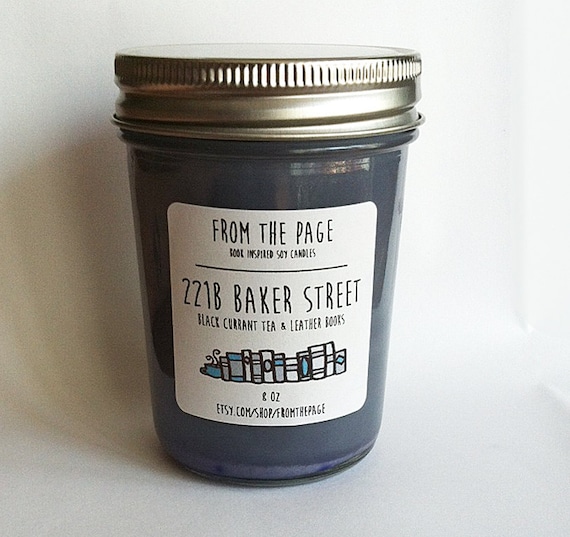 FROM THE PAGE
BOOK INSPIRED SOY CANDLES
221B BAKER STREET
BLACK CURRANT TEA & LEATHER BOOKS
8 OZ
ETSY.COM/SHOP/FROMTHEPAGE